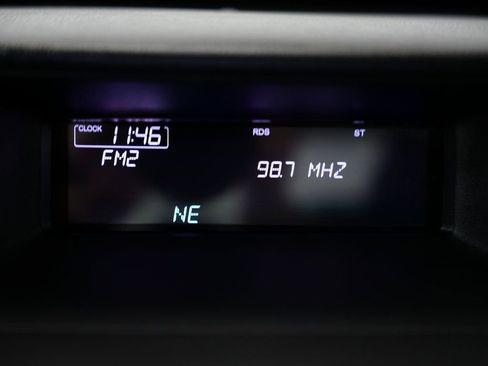 CLOCK 11:46 RDS ST
FM2 98.7 MHZ
NE